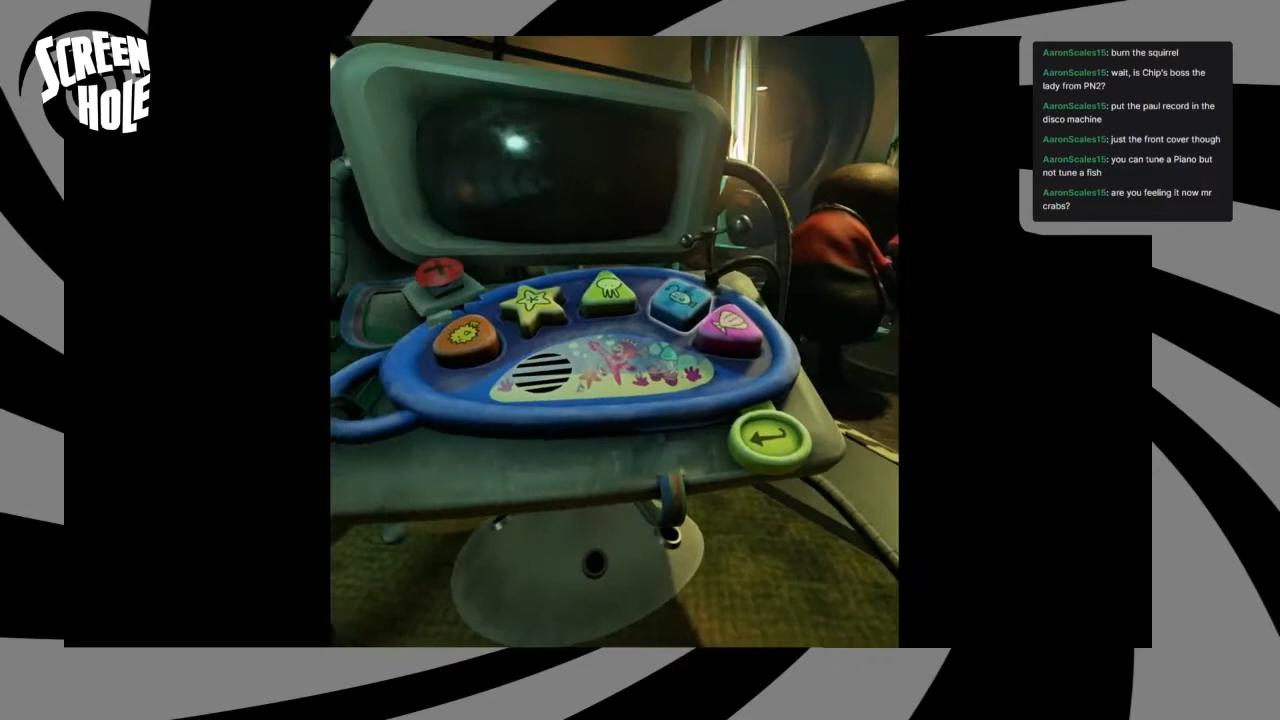 SCREEN
HOLE
AaronScales15: burn the squirrel
AaronScales15: wait, is Chip's boss the
lady from PN2?
AaronScales15: put the paul record in the
disco machine
AaronScales15: just the front cover though
AaronScales15: you can tune a Piano but
not tune a fish
AaronScales15: are you feeling it now mr
crabs?